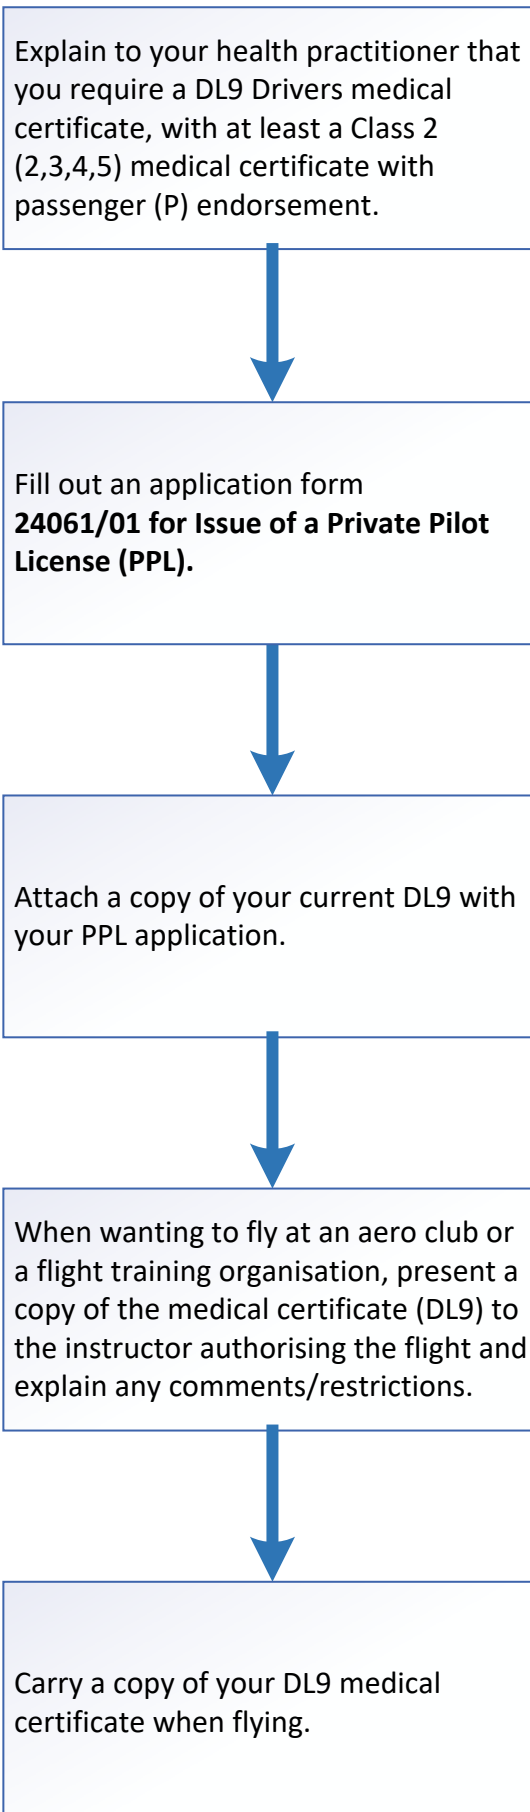 Explain to your health practitioner that
you require a DL9 Drivers medical
certificate, with at least a Class 2
(2,3,4,5) medical certificate with
passenger (P) endorsement.
Fill out an application form
24061/01 for Issue of a Private Pilot
License (PPL).
Attach a copy of your current DL9 with
your PPL application.
When wanting to fly at an aero club or
a flight training organisation, present a
copy of the medical certificate (DL9) to
the instructor authorising the flight and
explain any comments/restrictions.
Carry a copy of your DL9 medical
certificate when flying.